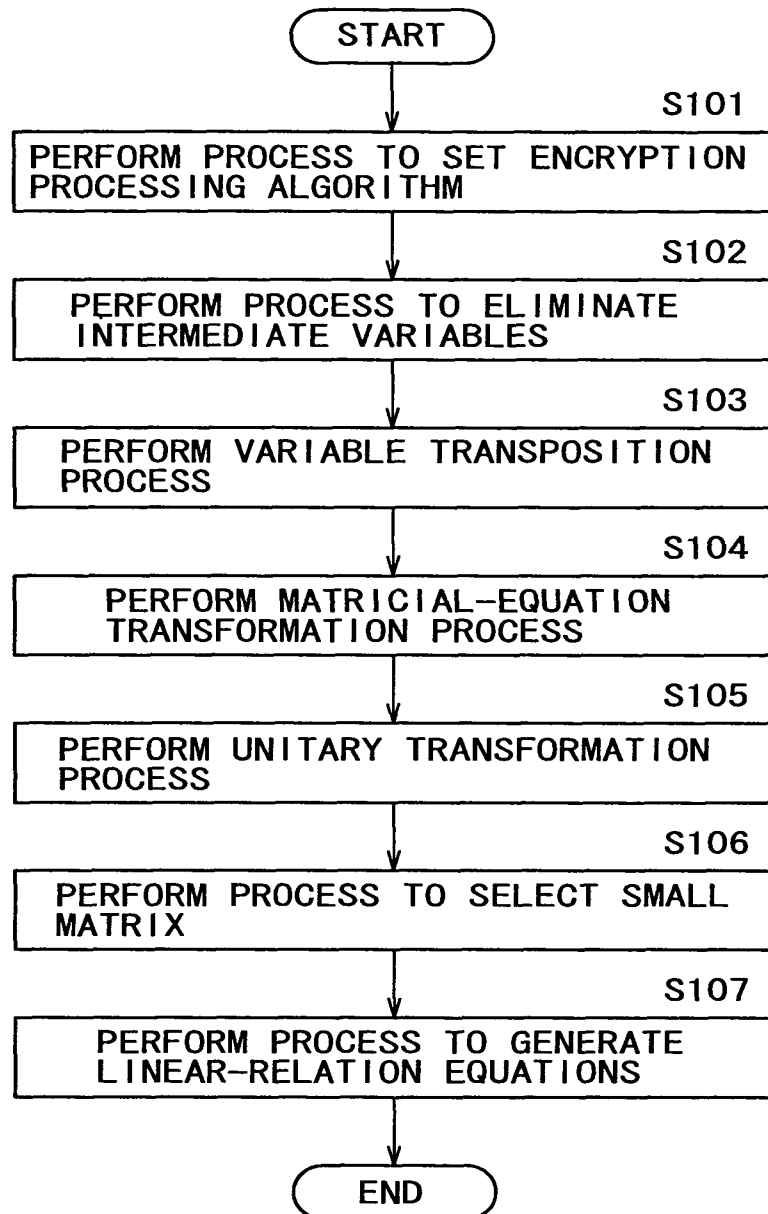 START
S101
PERFORM PROCESS TO SET ENCRYPTION
PROCESSING ALGORITHM
S102
PERFORM PROCESS TO ELIMINATE
INTERMEDIATE VARIABLES
S103
PERFORM VARIABLE TRANSPOSITION
PROCESS
S104
PERFORM MATRICIAL-EQUATION
TRANSFORMATION PROCESS
S105
PERFORM UNITARY TRANSFORMATION
PROCESS
S106
PERFORM PROCESS TO SELECT SMALL
MATRIX
S107
PERFORM PROCESS TO GENERATE
LINEAR-RELATION EQUATIONS
END